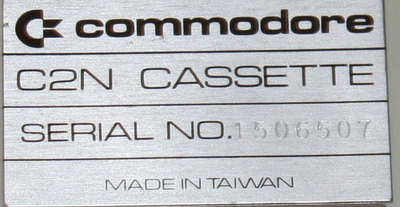 commodore
C2N CASSETTE
SERIAL NO.1506507
MADE IN TAIWAN